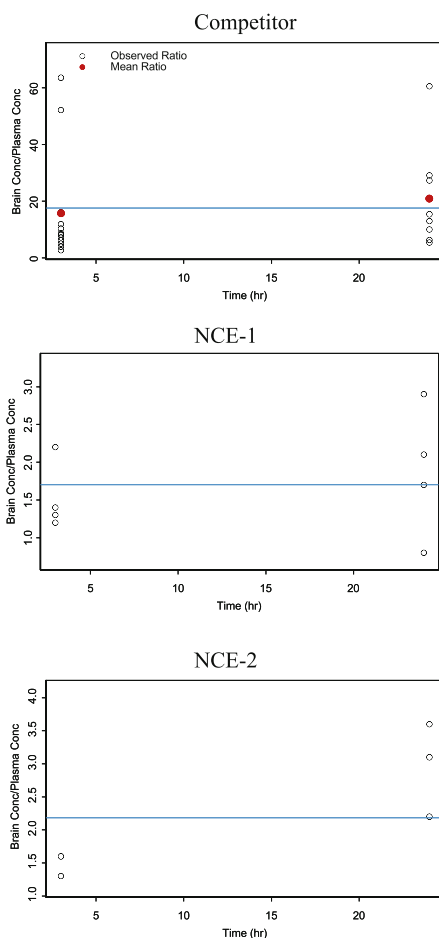 Competitor
Observed Ratio
Mean Ratio
Brain Conc/Plasma Conc
0
20
40
60
5
10
15
20
Time (hr)
NCE-1
Brain Conc/Plasma Conc
1.0
1.5
2.0
2.5
3.0
5
10
15
20
Time (hr)
NCE-2
Brain Conc/Plasma Conc
1.0
1.5
2.0
2.5
3.0
3.5
4.0
5
10
15
20
Time (hr)